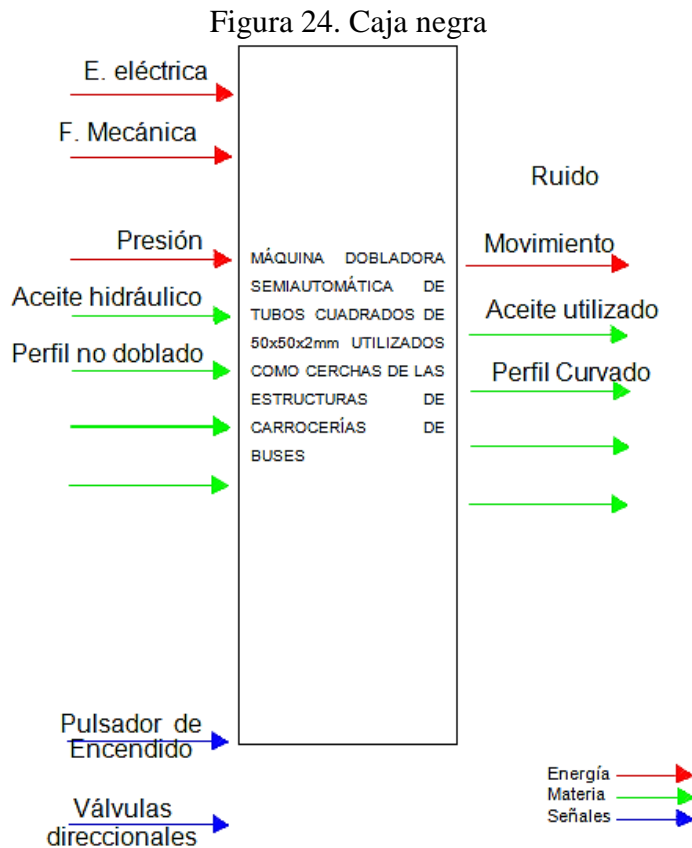 Figura 24. Caja negra
E. eléctrica
F. Mecánica
Presión
Aceite hidráulico
Perfil no doblado
MÁQUINA DOBLADORA
SEMIAUTOMÁTICA DE
TUBOS CUADRADOS DE
50x50x2mm UTILIZADOS
COMO CERCHAS DE LAS
ESTRUCTURAS DE
CARROCERÍAS DE
BUSES
Ruido
Movimiento
Aceite utilizado
Perfil Curvado
Pulsador de
Encendido
Válvulas
direccionales
Energía
Materia
Señales